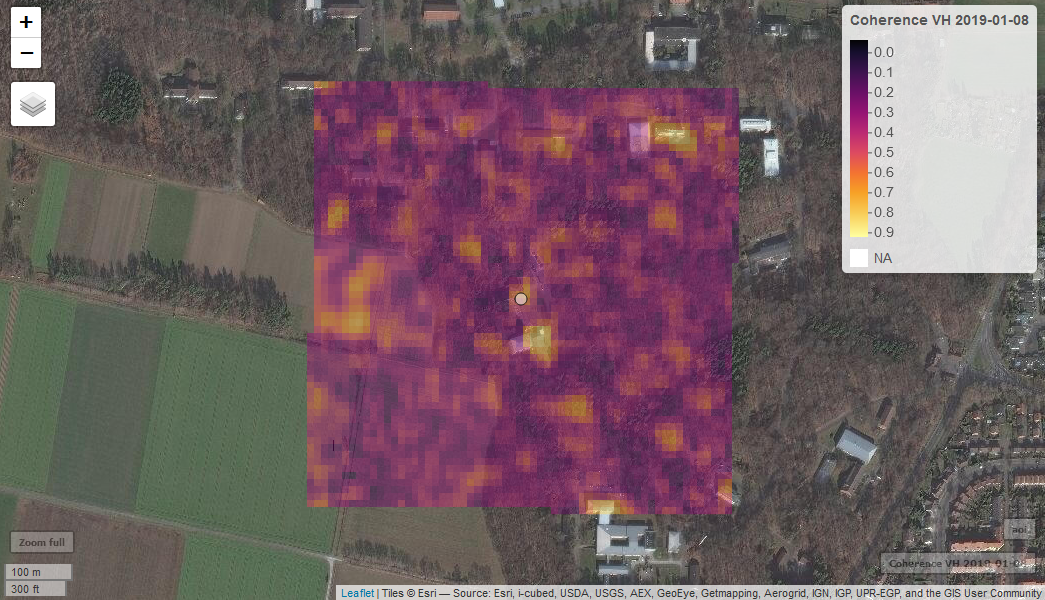 +
−
Coherence VH 2019-01-08
0.0
0.1
0.2
0.3
0.4
0.5
0.6
0.7
0.8
0.9
NA
aoi
Zoom full
Coherence VH 2019-01-08
100 m
300 ft
Leaflet | Tiles © Esri — Source: Esri, i-cubed, USDA, USGS, AEX, GeoEye, Getmapping, Aerogrid, IGN, IGP, UPR-EGP, and the GIS User Community